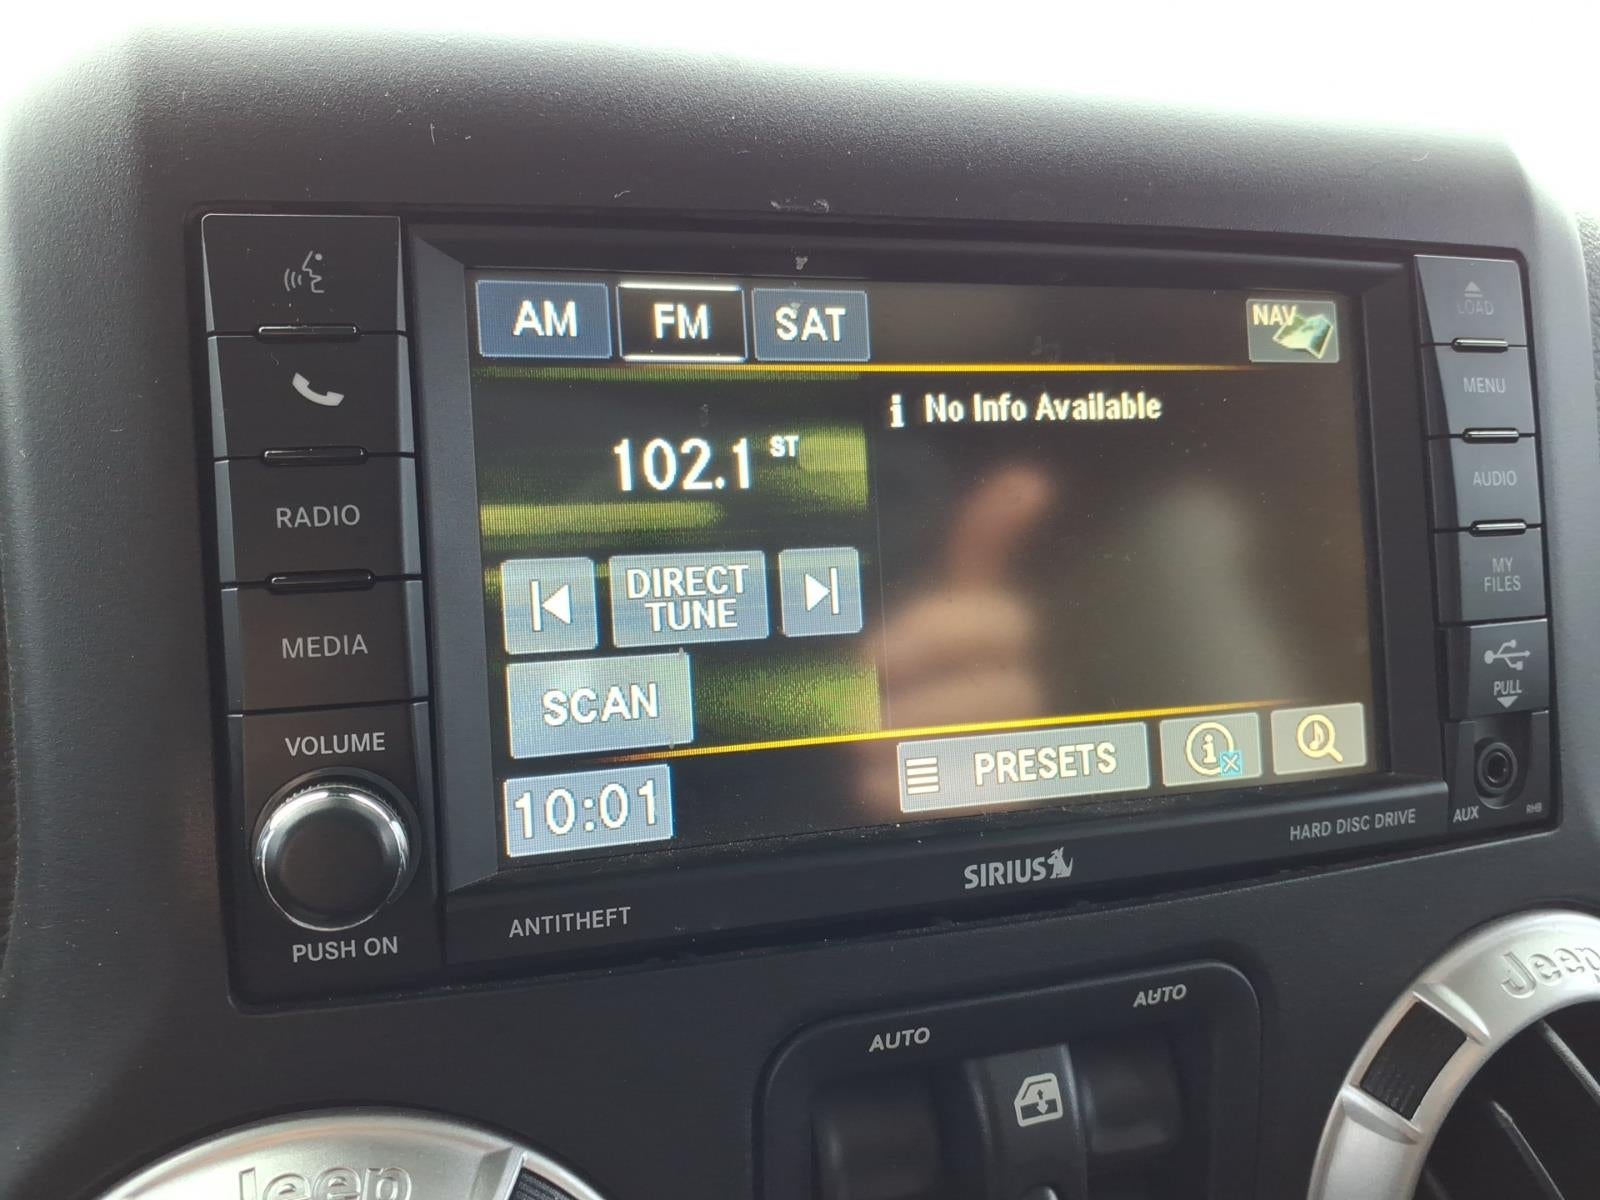 AM FM SAT NAV
LOAD
MENU
AUDIO
MY
FILES
PULL
AUX
RHB
RADIO
MEDIA
VOLUME
PUSH ON
i No Info Available
102.1 ST
DIRECT
TUNE
SCAN
10:01
PRESETS
i
HARD DISC DRIVE
SIRIUS
ANTITHEFT
AUTO
AUTO
Jeep
Jeep